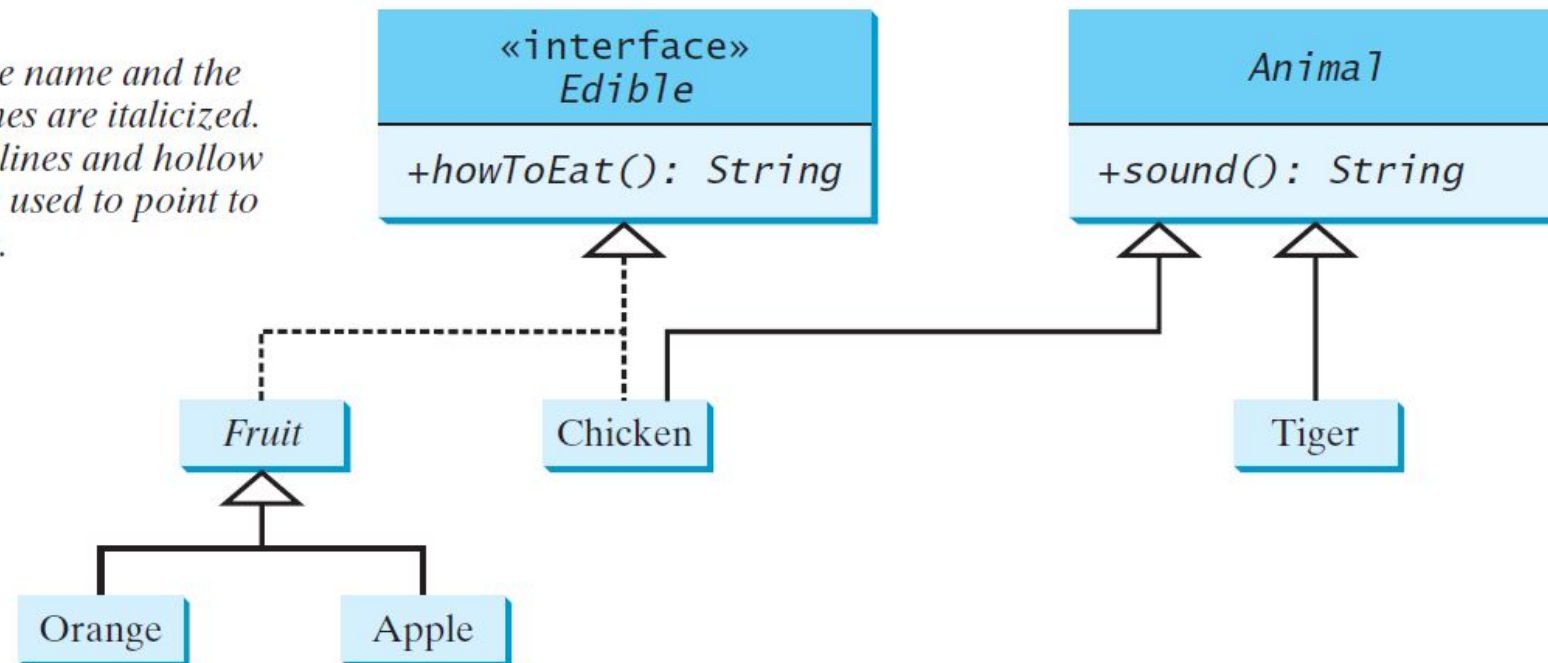 name and the
are italicized.
lines and hollow
used to point to
«interface»
Edible
+howToEat(): String
Animal
+sound(): String
Fruit
Chicken
Tiger
Orange
Apple